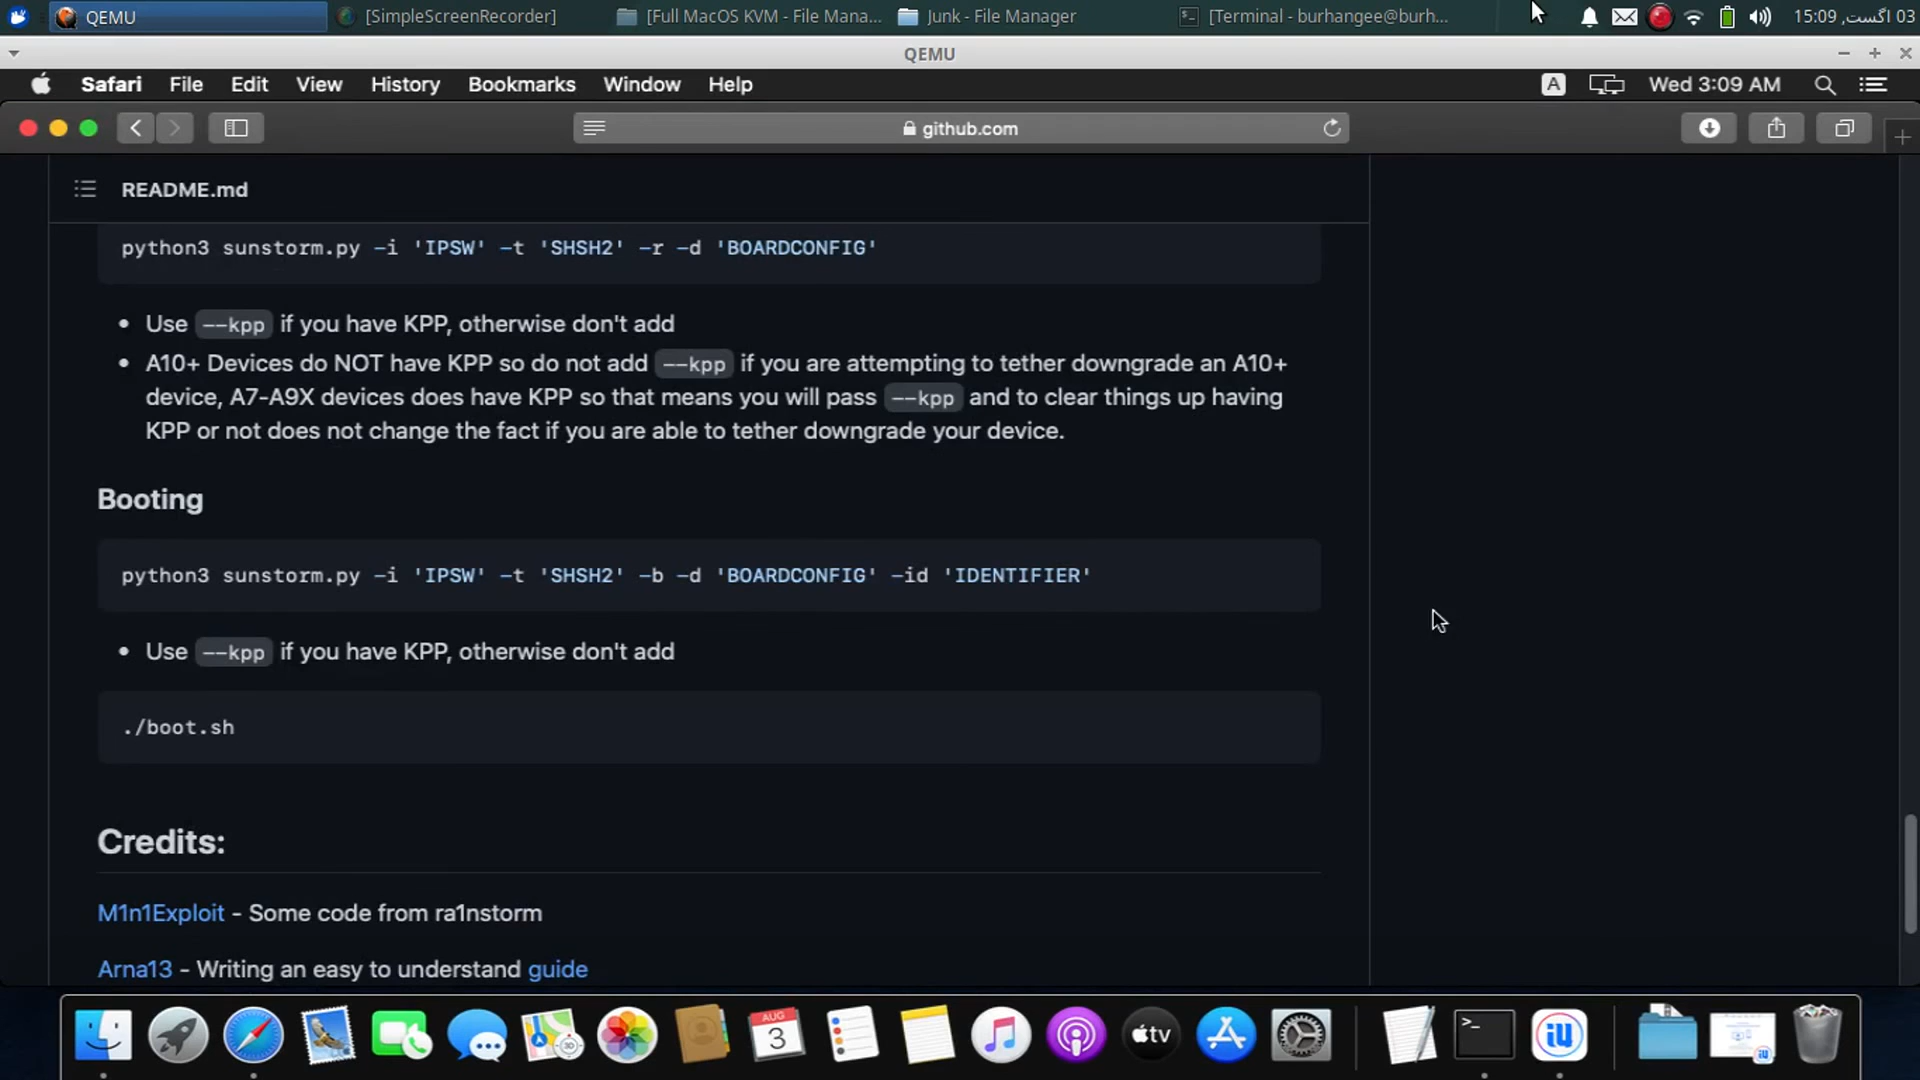 QEMU
[SimpleScreenRecorder]
[Full MacOS KVM - File Mana...
Junk - File Manager
[Terminal - burhangee@burh...
03 اگست, 15:09
QEMU
Safari File Edit View History Bookmarks Window Help
A
Wed 3:09 AM
github.com
README.md
python3 sunstorm.py -i 'IPSW' -t 'SHSH2' -r -d 'BOARDCONFIG'
• Use --kpp if you have KPP, otherwise don't add
• A10+ Devices do NOT have KPP so do not add --kpp if you are attempting to tether downgrade an A10+
device, A7-A9X devices does have KPP so that means you will pass --kpp and to clear things up having
KPP or not does not change the fact if you are able to tether downgrade your device.
Booting
python3 sunstorm.py -i 'IPSW' -t 'SHSH2' -b -d 'BOARDCONFIG' -id 'IDENTIFIER'
• Use --kpp if you have KPP, otherwise don't add
./boot.sh
Credits:
M1n1Exploit - Some code from ra1nstorm
Arna13 - Writing an easy to understand guide
AUG
3
tv
>_
iU